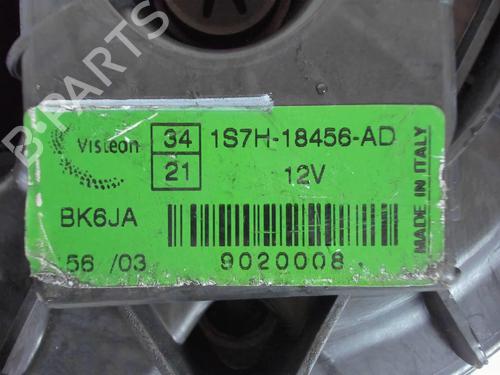 Visteon
34
21
1S7H-18456-AD
12V
BK6JA
56 /03
9020008
MADE IN ITALY
B-PARTS